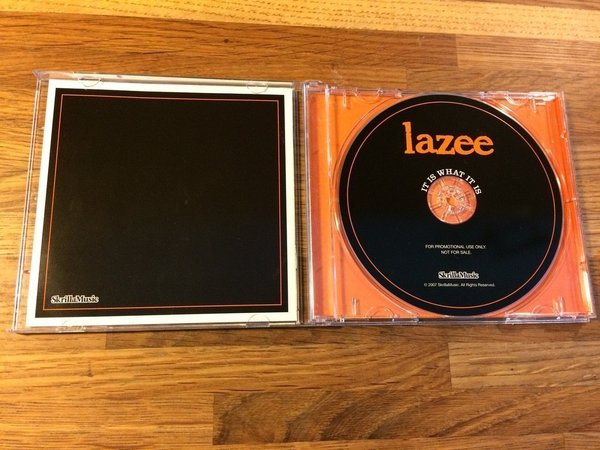 SkrillaMusic
lazee
IT IS WHAT IT IS
FOR PROMOTIONAL USE ONLY.
NOT FOR SALE.
SkrillaMusic
© 2007 SkrillaMusic. All Rights Reserved.